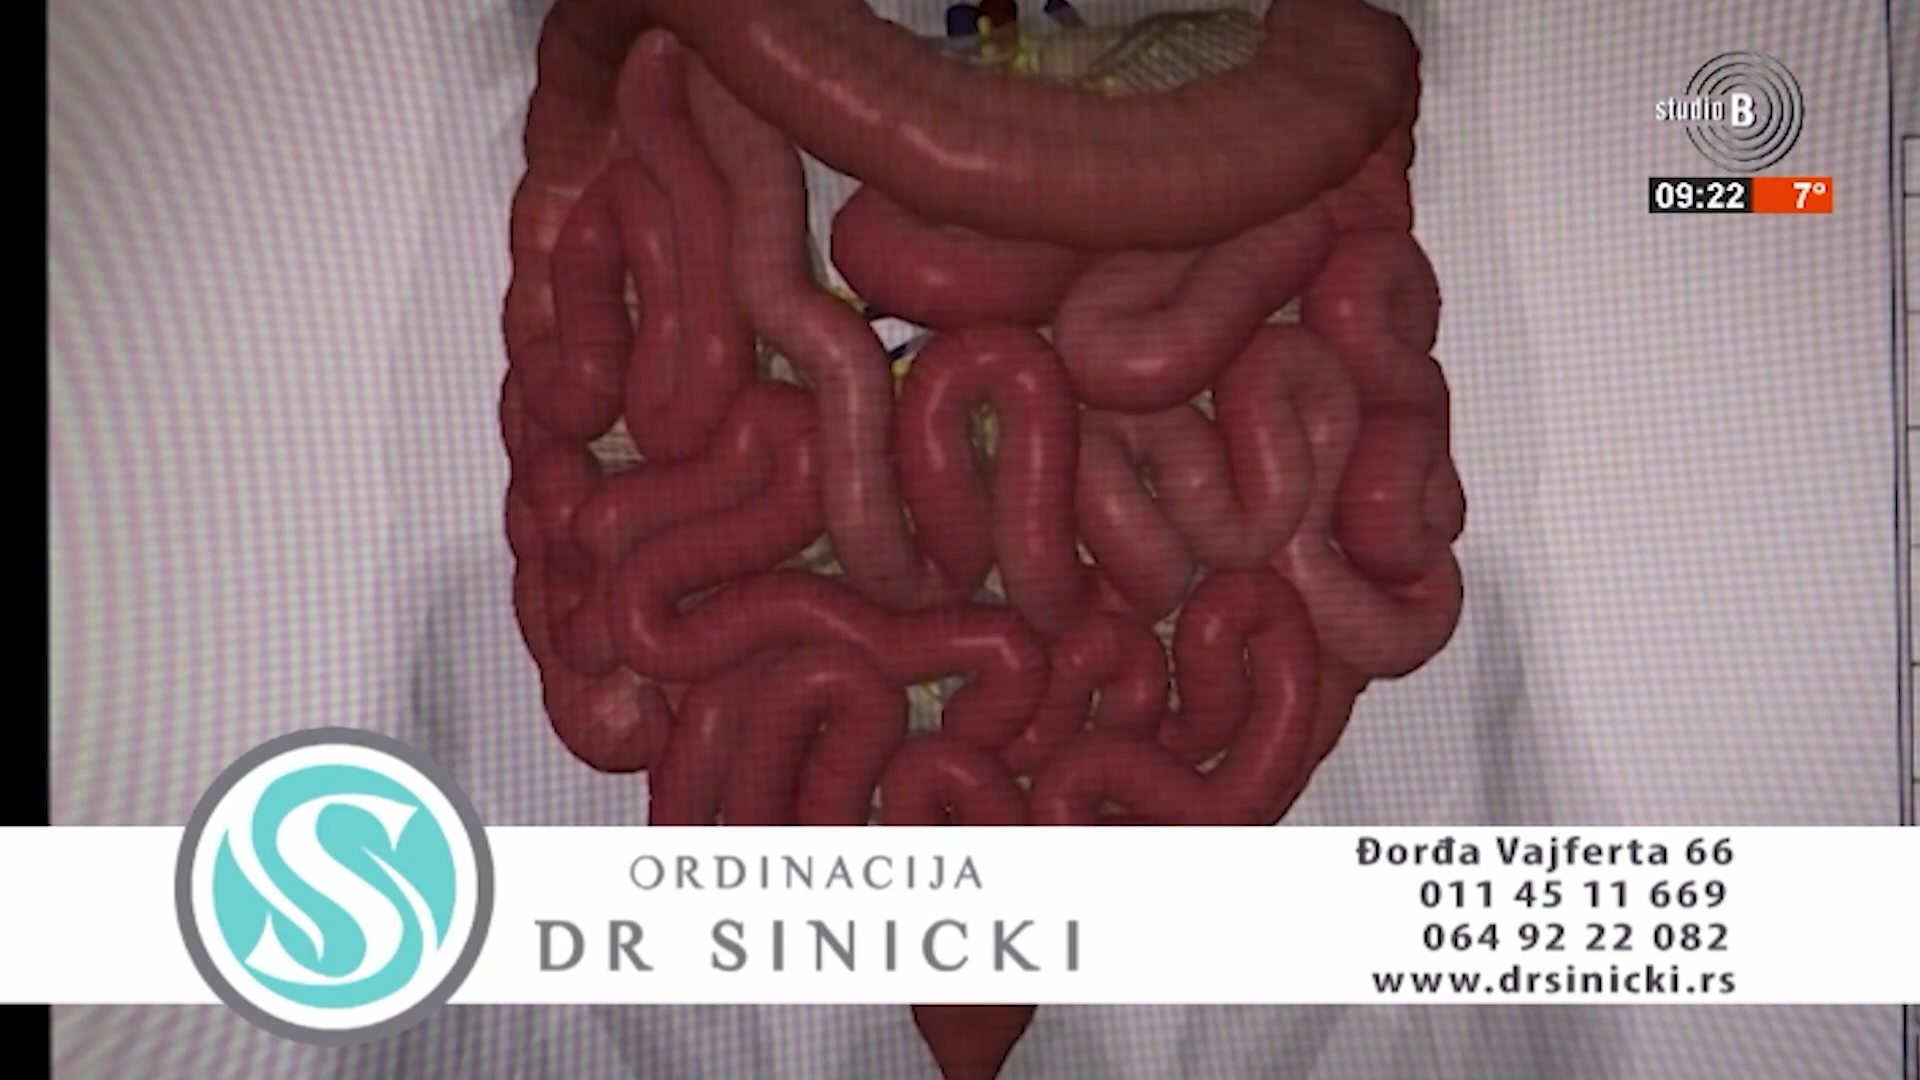 studio B
09:22 7°
ORDINACIJA
DR SINICKI
Đorđa Vajferta 66
011 45 11 669
064 92 22 082
www.drsinicki.rs